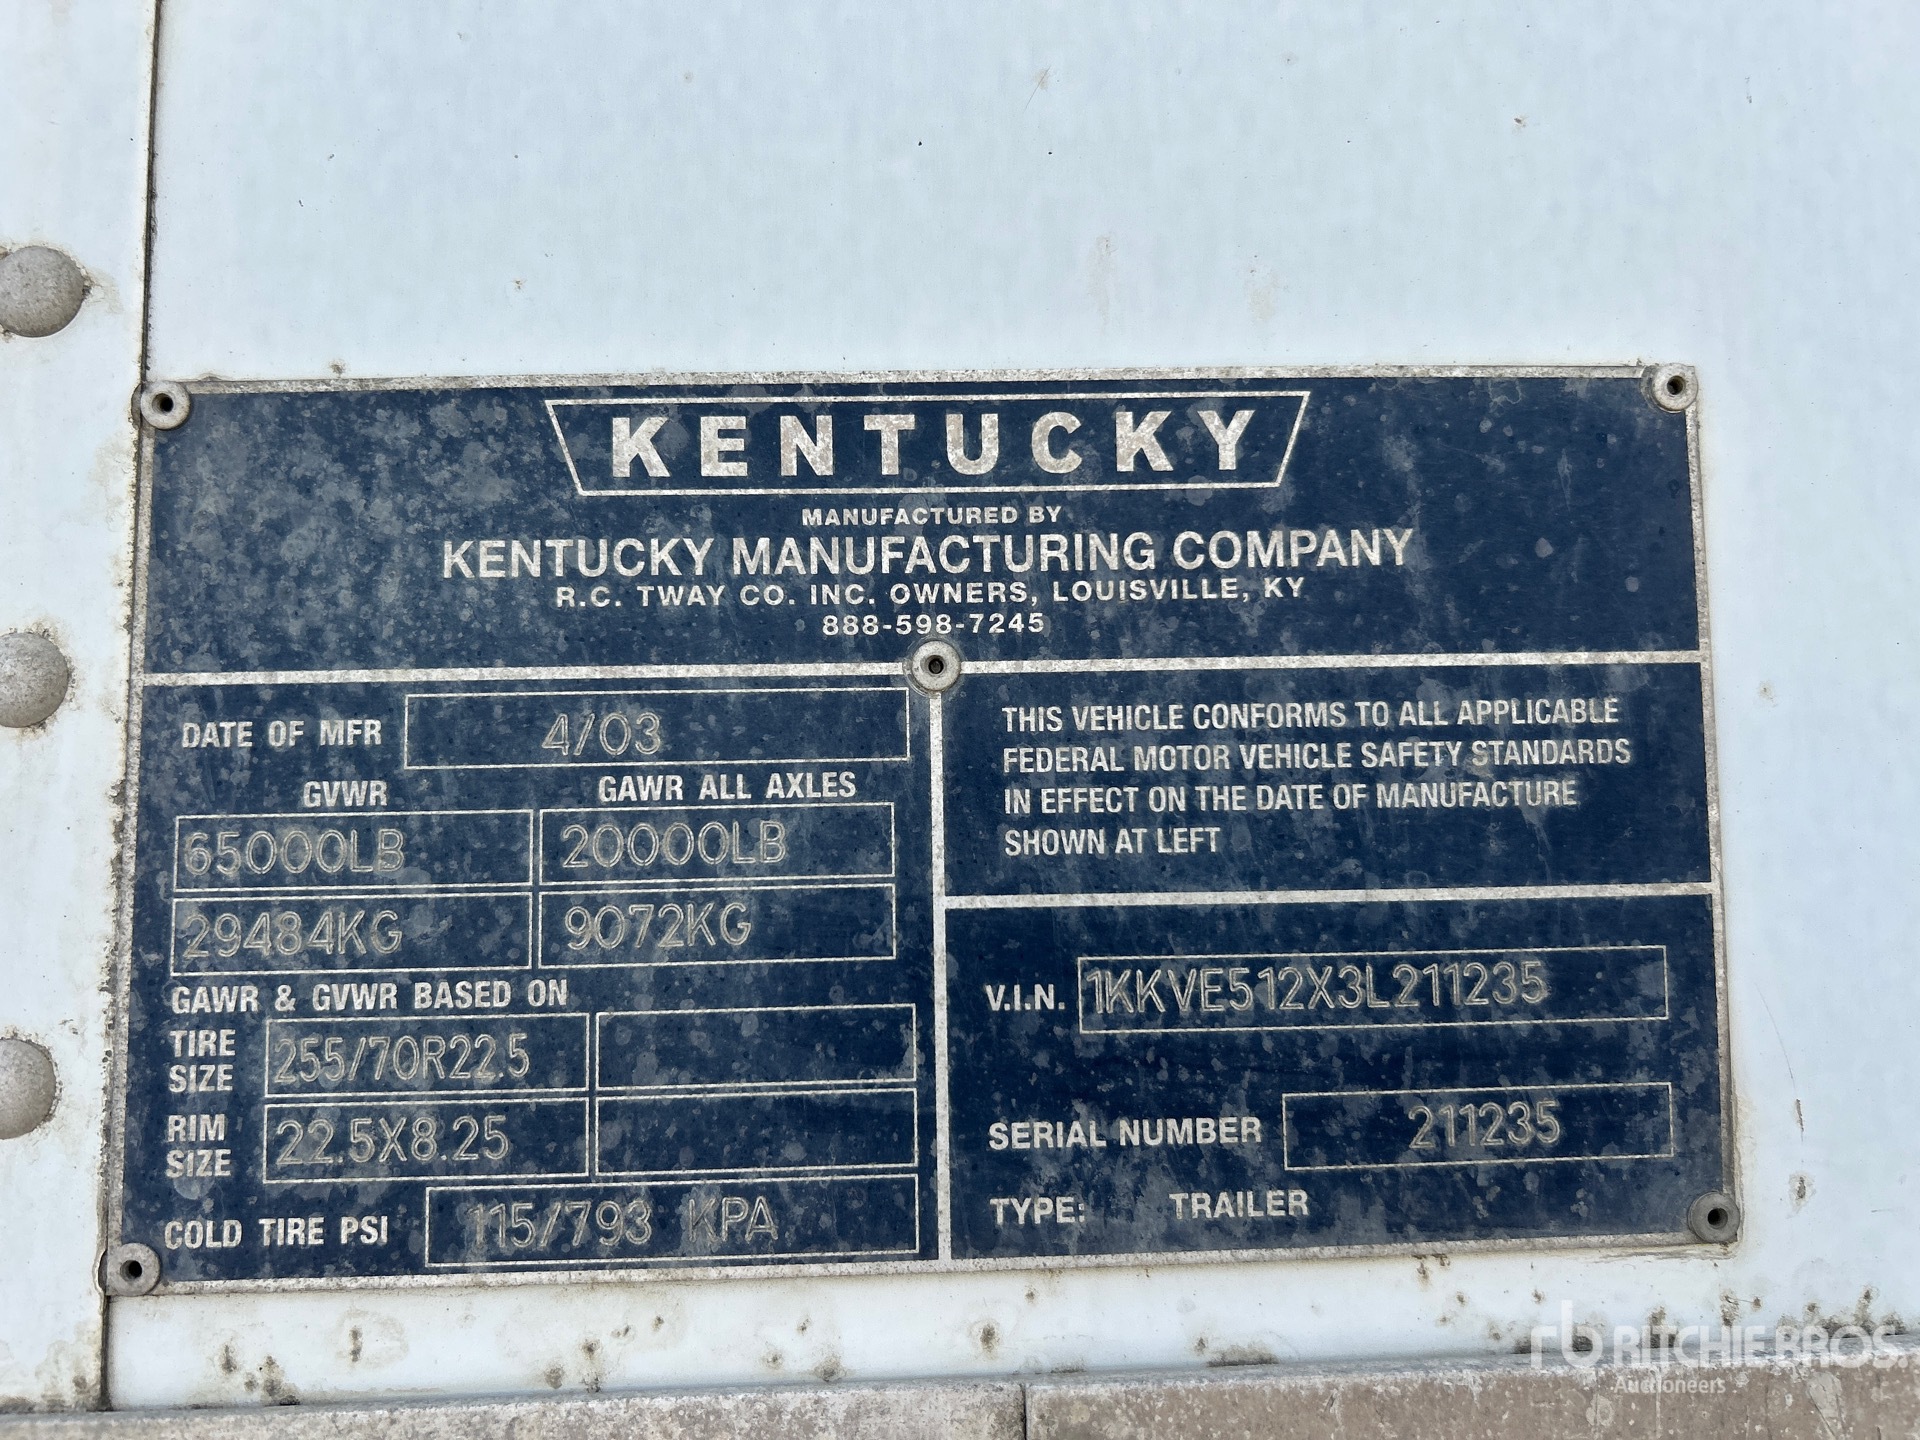 KENTUCKY
MANUFACTURED BY
KENTUCKY MANUFACTURING COMPANY
R.C. TWAY CO. INC. OWNERS, LOUISVILLE, KY
888-598-7245
DATE OF MFR 4/03
GVWR GAWR ALL AXLES
65000LB 20000LB
29484KG 9072KG
GAWR & GVWR BASED ON
TIRE SIZE 255/70R22.5
RIM SIZE 22.5X8.25
COLD TIRE PSI 115/793 KPA
THIS VEHICLE CONFORMS TO ALL APPLICABLE
FEDERAL MOTOR VEHICLE SAFETY STANDARDS
IN EFFECT ON THE DATE OF MANUFACTURE
SHOWN AT LEFT
V.I.N. 1KKVE512X3L211235
SERIAL NUMBER 211235
TYPE: TRAILER
rb RITCHIE BROS.
Auctioneers